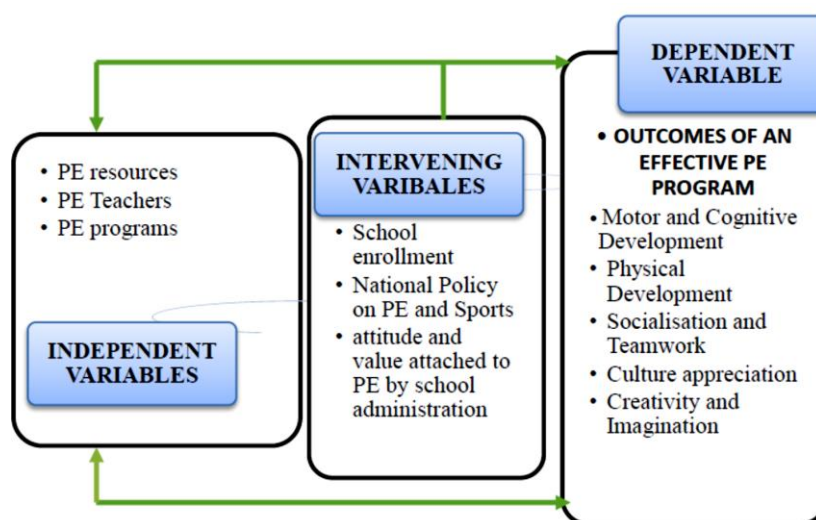 • PE resources
• PE Teachers
• PE programs
INDEPENDENT
VARIABLES
INTERVENING
VARIBALES
• School
enrollment
• National Policy
on PE and Sports
• attitude and
value attached to
PE by school
administration
DEPENDENT
VARIABLE
• OUTCOMES OF AN
EFFECTIVE PE
PROGRAM
• Motor and Cognitive
Development
• Physical
Development
• Socialisation and
Teamwork
• Culture appreciation
• Creativity and
Imagination